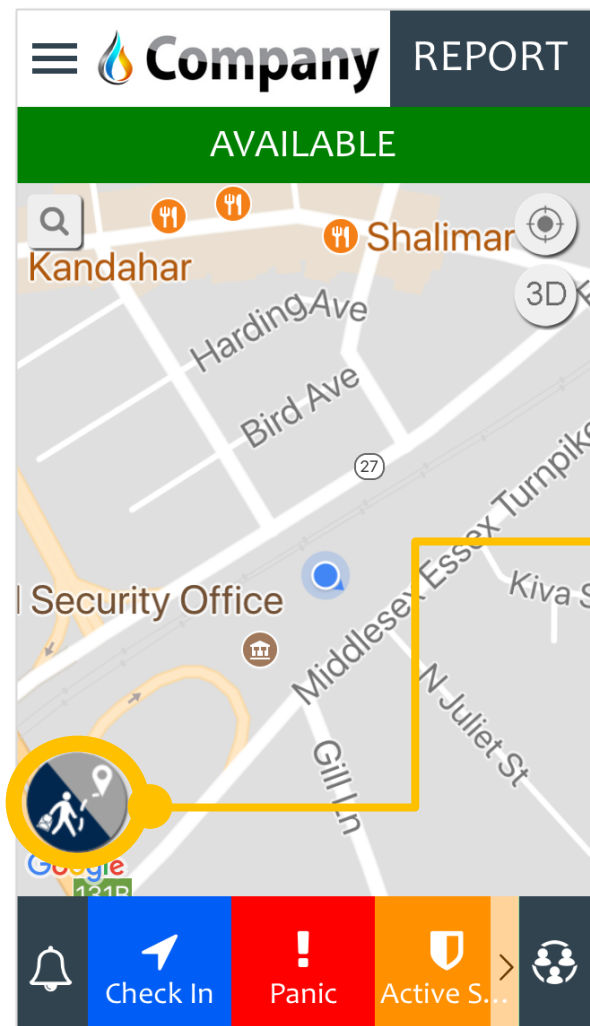 Company
REPORT
AVAILABLE
Shalimar
Kandahar
3D
Harding Ave
Bird Ave
27
Middlesex Essex Turnpike
Security Office
Kiva S
N Juliet St
Gill Ln
Google
131B
Check In
Panic
Active S...